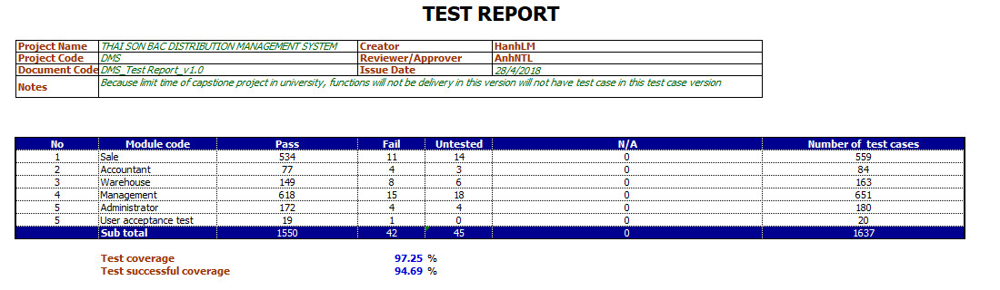 TEST REPORT
Project Name THAI SON BAC DISTRIBUTION MANAGEMENT SYSTEM Creator HanhLM
Project Code DMS Reviewer/Approver AnhNTL
Document Code DMS_Test Report_v1.0 Issue Date 28/4/2018
Notes Because limit time of capstione project in university, functions will not be delivery in this version will not have test case in this test case version
No Module code Pass Fail Untested N/A Number of test cases
1 Sale 534 11 14 0 559
2 Accountant 77 4 3 0 84
3 Warehouse 149 8 6 0 163
4 Management 618 15 18 0 651
5 Administrator 172 4 4 0 180
5 User acceptance test 19 1 0 0 20
Sub total 1550 42 45 0 1637
Test coverage 97.25 %
Test successful coverage 94.69 %